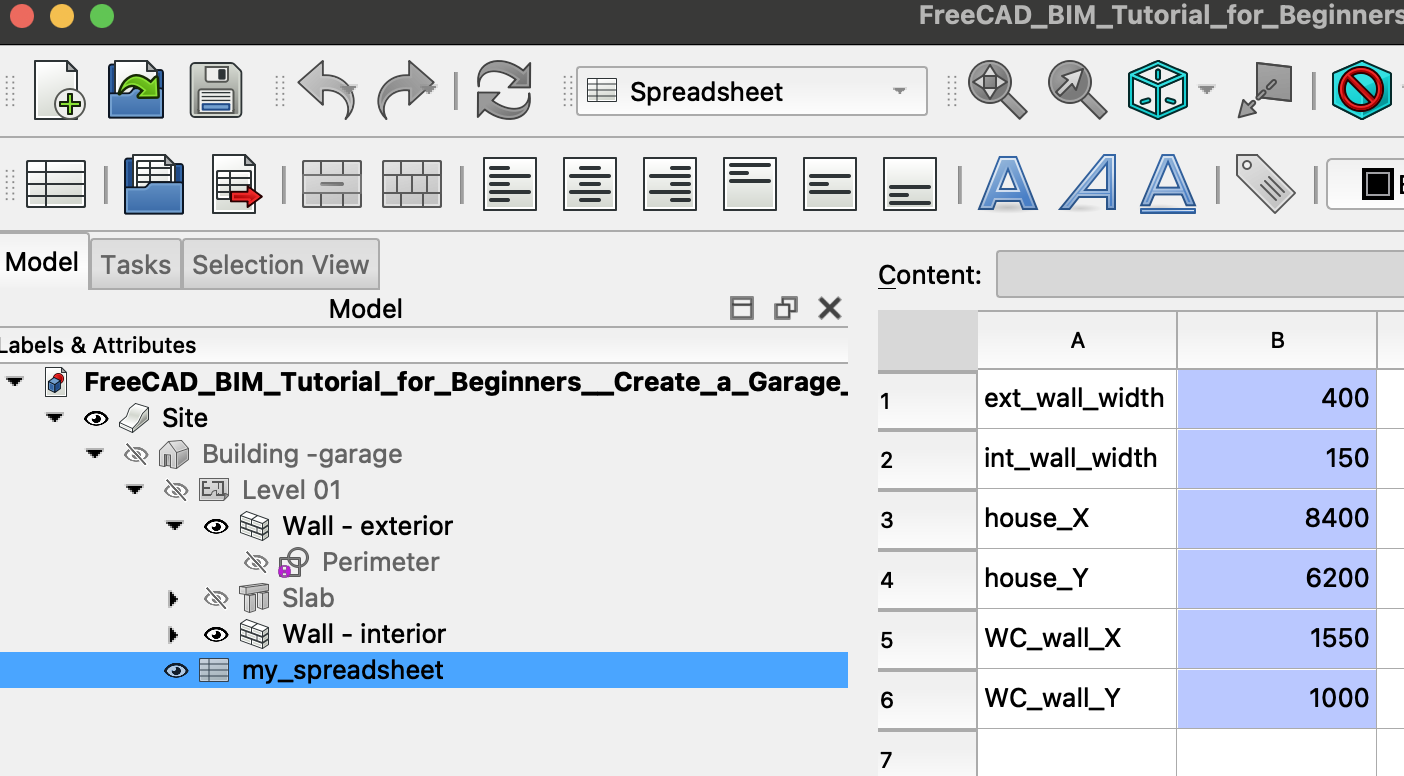 FreeCAD_BIM_Tutorial_for_Beginners
Spreadsheet
Model
Tasks
Selection View
Model
Labels & Attributes
FreeCAD_BIM_Tutorial_for_Beginners__Create_a_Garage_
Site
Building -garage
Level 01
Wall - exterior
Perimeter
Slab
Wall - interior
my_spreadsheet
Content:
A B
1 ext_wall_width 400
2 int_wall_width 150
3 house_X 8400
4 house_Y 6200
5 WC_wall_X 1550
6 WC_wall_Y 1000
7